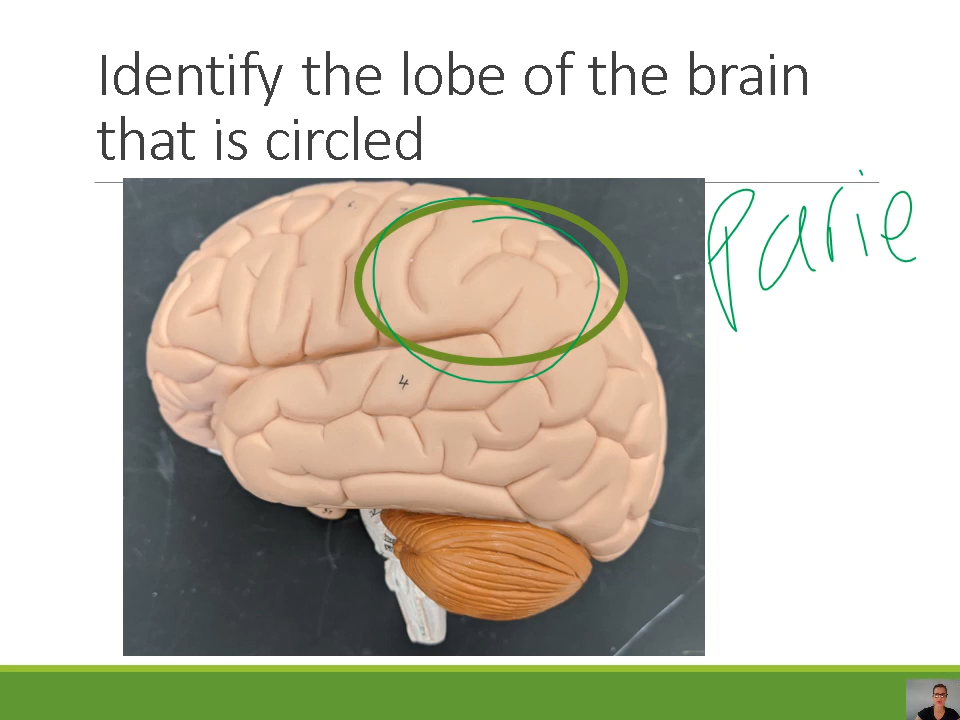 Identify the lobe of the brain
that is circled
Parie
4